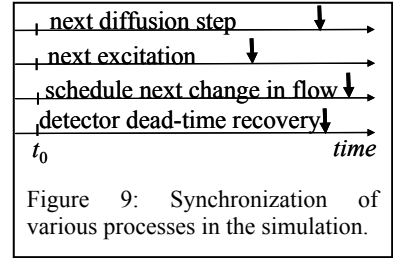 next diffusion step
next excitation
schedule next change in flow
detector dead-time recovery
t0 time
Figure 9: Synchronization of
various processes in the simulation.